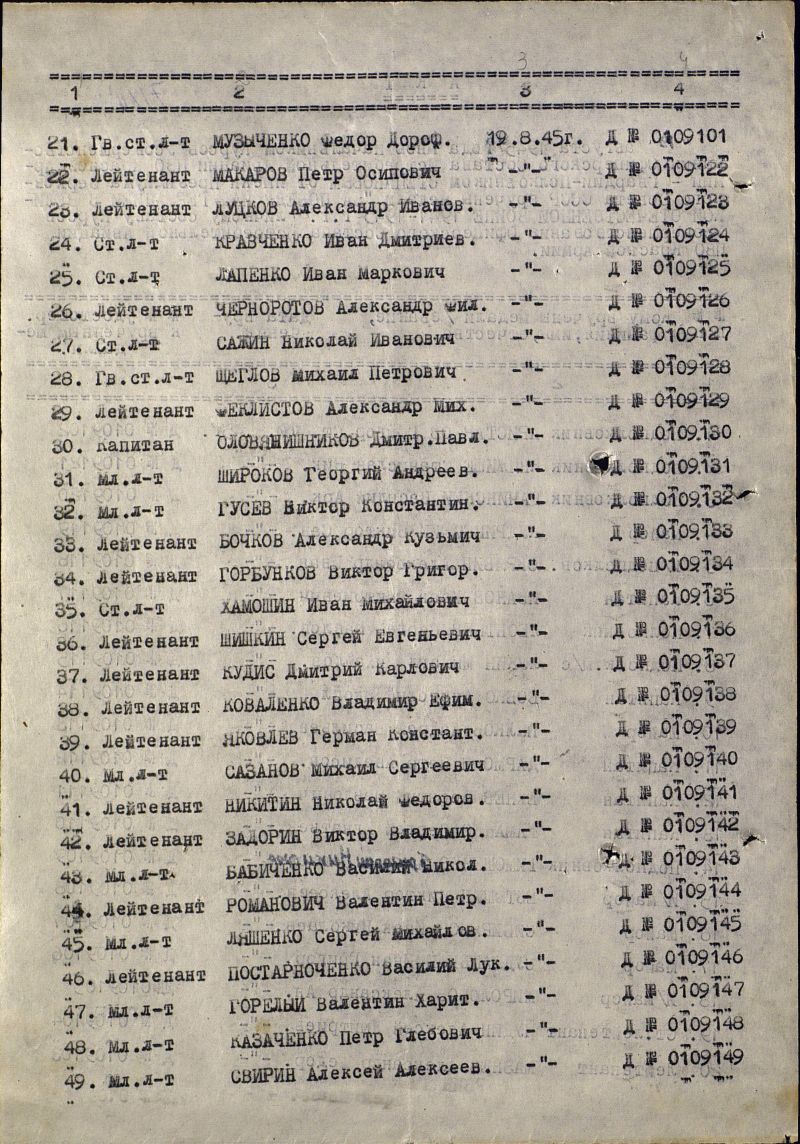 3 4
1 2 3 4
21. Гв.ст.л-т МУЗЫЧЕНКО Федор Дороф. 19.8.45г. Д № 0109101
22. Лейтенант МАКАРОВ Петр Осипович -"- Д № 0109122
23. Лейтенант ЛУЦКОВ Александр Иванов. -"- Д № 0109123
24. Ст.л-т КРАВЧЕНКО Иван Дмитриев. -"- Д № 0109124
25. Ст.л-т ЛАПЕНКО Иван Маркович -"- Д № 0109125
26. Лейтенант ЧЕРНОРОТОВ Александр Фил. -"- Д № 0109126
27. Ст.л-т САЖИН Николай Иванович -"- Д № 0109127
28. Гв.ст.л-т ЩЕГЛОВ Михаил Петрович -"- Д № 0109128
29. Лейтенант ФЕКЛИСТОВ Александр Мих. -"- Д № 0109129
30. Капитан ОЛОВЯНИШНИКОВ Дмитр.Павл. -"- Д № 0109130
31. Мл.л-т ШИРОКОВ Георгий Андреев. -"- Д № 0109131
32. Мл.л-т ГУСЕВ Виктор Константин. -"- Д № 0109132
33. Лейтенант БОЧКОВ Александр Кузьмич -"- Д № 0109133
34. Лейтенант ГОРБУНКОВ Виктор Григор. -"- Д № 0109134
35. Ст.л-т ХАМОШИН Иван Михайлович -"- Д № 0109135
36. Лейтенант ШИШКИН Сергей Евгеньевич -"- Д № 0109136
37. Лейтенант КУДИС Дмитрий Карлович -"- Д № 0109137
38. Лейтенант КОВАЛЕНКО Владимир Ефим. -"- Д № 0109138
39. Лейтенант ЯКОВЛЕВ Герман Констант. -"- Д № 0109139
40. Мл.л-т САЗАНОВ Михаил Сергеевич -"- Д № 0109140
41. Лейтенант НИКИТИН Николай Федоров. -"- Д № 0109141
42. Лейтенант ЗАДОРИН Виктор Владимир. -"- Д № 0109142
43. Мл.л-т БАБИЧЕНКО Василий Никол. -"- Д № 0109143
44. Лейтенант РОМАНОВИЧ Валентин Петр. -"- Д № 0109144
45. Мл.л-т ЛЯШЕНКО Сергей Михайлов. -"- Д № 0109145
46. Лейтенант ПОСТАРНОЧЕНКО Василий Лук. -"- Д № 0109146
47. Мл.л-т ГОРЕЛЫЙ Валентин Харит. -"- Д № 0109147
48. Мл.л-т КАЗАЧЕНКО Петр Глебович -"- Д № 0109148
49. Мл.л-т СВИРИН Алексей Алексеев. -"- Д № 0109149